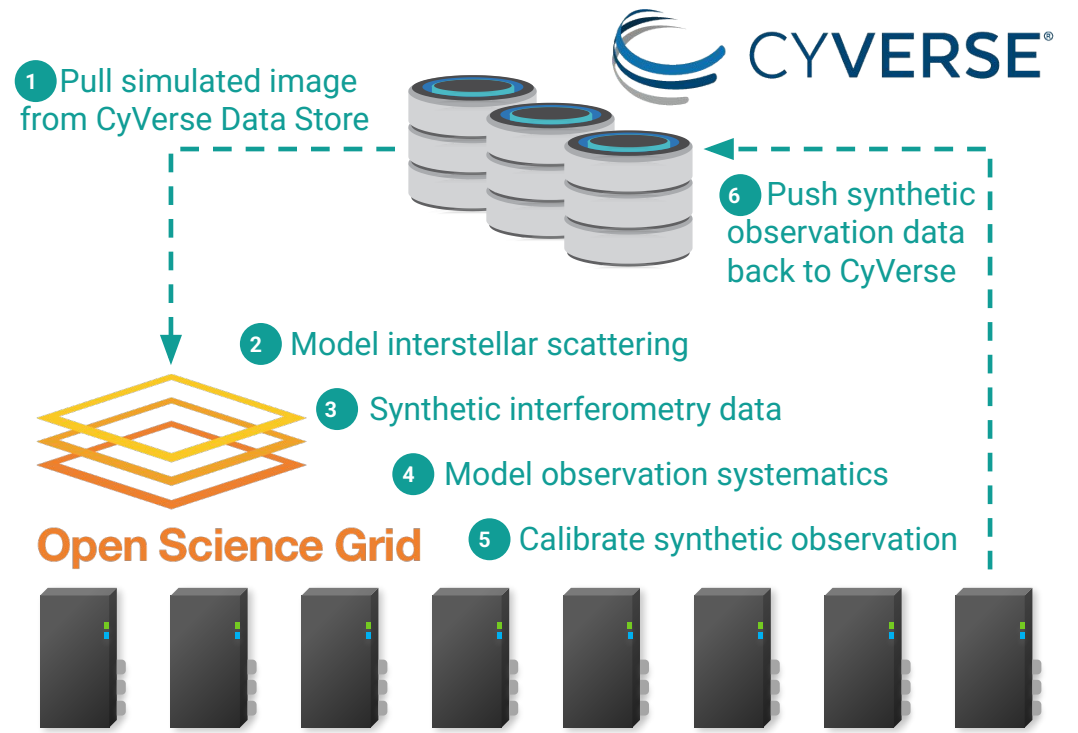 CYVERSE®
1 Pull simulated image
from CyVerse Data Store
6 Push synthetic
observation data
back to CyVerse
2 Model interstellar scattering
3 Synthetic interferometry data
4 Model observation systematics
5 Calibrate synthetic observation
Open Science Grid